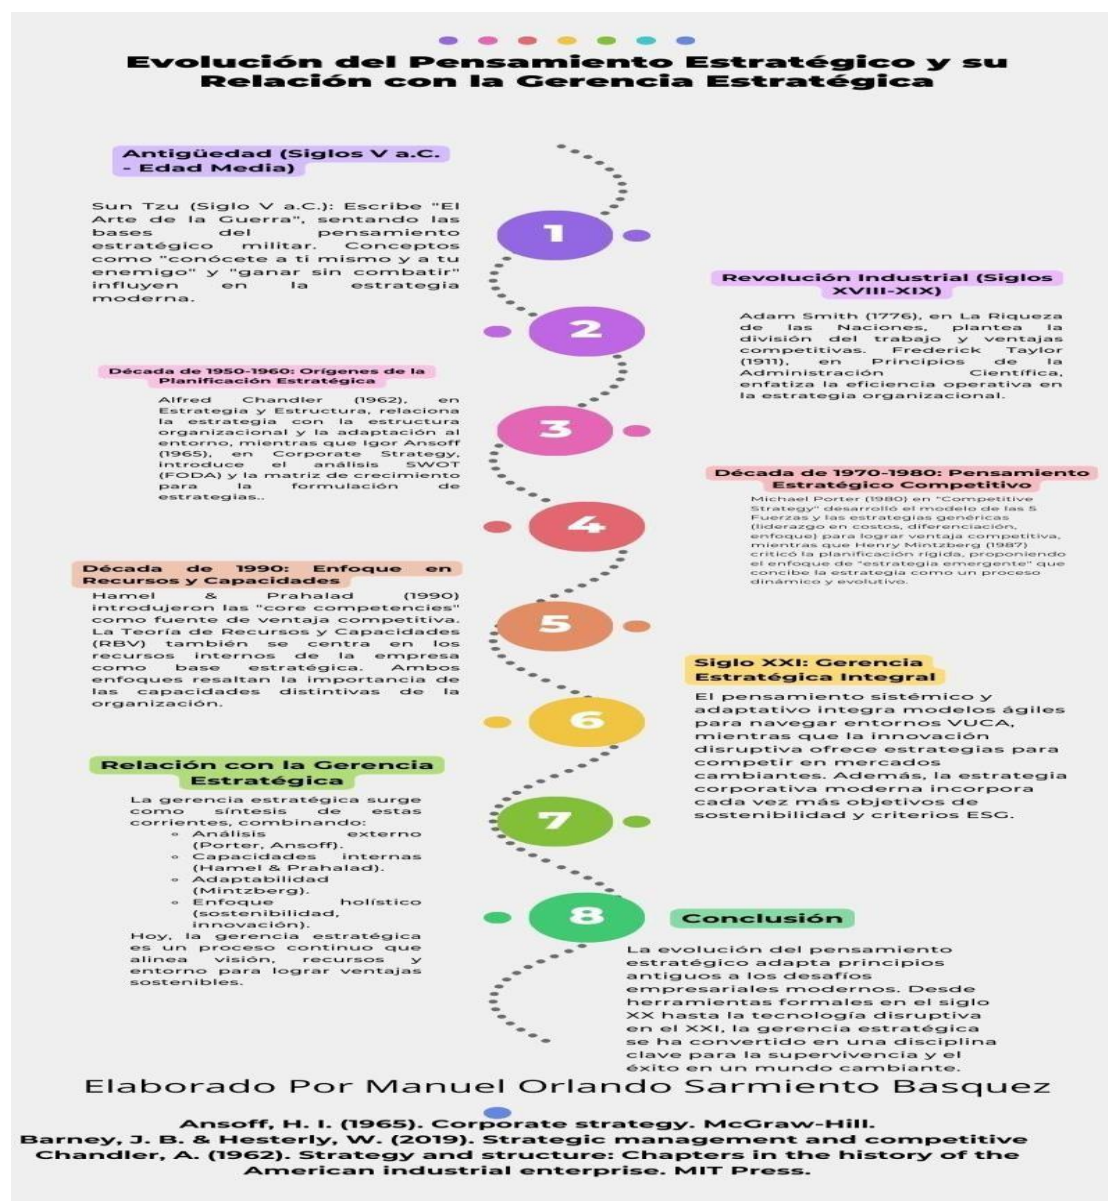 Evolución del Pensamiento Estratégico y su
Relación con la Gerencia Estratégica
Antigüedad (Siglos V a.C.
- Edad Media)
Sun Tzu (Siglo V a.C.): Escribe "El
Arte de la Guerra", sentando las
bases del pensamiento
estratégico militar. Conceptos
como "conócete a ti mismo y a tu
enemigo" y "ganar sin combatir"
influyen en la estrategia
moderna.
1
Revolución Industrial (Siglos
XVIII-XIX)
Adam Smith (1776), en La Riqueza
de las Naciones, plantea la
división del trabajo y ventajas
competitivas. Frederick Taylor
(1911), en Principios de la
Administración Científica,
enfatiza la eficiencia operativa en
la estrategia organizacional.
2
Década de 1950-1960: Orígenes de la
Planificación Estratégica
Alfred Chandler (1962), en
Estrategia y Estructura, relaciona
la estrategia con la estructura
organizacional y la adaptación al
entorno, mientras que Igor Ansoff
(1965), en Corporate Strategy,
introduce el análisis SWOT
(FODA) y la matriz de crecimiento
para la formulación de
estrategias..
3
Década de 1970-1980: Pensamiento
Estratégico Competitivo
Michael Porter (1980) en "Competitive
Strategy" desarrolló el modelo de las 5
Fuerzas y las estrategias genéricas
(liderazgo en costos, diferenciación,
enfoque) para lograr ventaja competitiva,
mientras que Henry Mintzberg (1987)
criticó la planificación rígida, proponiendo
el enfoque de "estrategia emergente" que
concibe la estrategia como un proceso
dinámico y evolutivo.
4
Década de 1990: Enfoque en
Recursos y Capacidades
Hamel & Prahalad (1990)
introdujeron las "core competencies"
como fuente de ventaja competitiva.
La Teoría de Recursos y Capacidades
(RBV) también se centra en los
recursos internos de la empresa
como base estratégica. Ambos
enfoques resaltan la importancia de
las capacidades distintivas de la
organización.
5
Siglo XXI: Gerencia
Estratégica Integral
El pensamiento sistémico y
adaptativo integra modelos ágiles
para navegar entornos VUCA,
mientras que la innovación
disruptiva ofrece estrategias para
competir en mercados
cambiantes. Además, la estrategia
corporativa moderna incorpora
cada vez más objetivos de
sostenibilidad y criterios ESG.
6
Relación con la Gerencia
Estratégica
La gerencia estratégica surge
como síntesis de estas
corrientes, combinando:
Análisis externo
(Porter, Ansoff).
Capacidades internas
(Hamel & Prahalad).
Adaptabilidad
(Mintzberg).
Enfoque holístico
(sostenibilidad,
innovación).
Hoy, la gerencia estratégica
es un proceso continuo que
alinea visión, recursos y
entorno para lograr ventajas
sostenibles.
7
8
Conclusión
La evolución del pensamiento
estratégico adapta principios
antiguos a los desafíos
empresariales modernos. Desde
herramientas formales en el siglo
XX hasta la tecnología disruptiva
en el XXI, la gerencia estratégica
se ha convertido en una disciplina
clave para la supervivencia y el
éxito en un mundo cambiante.
Elaborado Por Manuel Orlando Sarmiento Basquez
Ansoff, H. I. (1965). Corporate strategy. McGraw-Hill.
Barney, J. B. & Hesterly, W. (2019). Strategic management and competitive
Chandler, A. (1962). Strategy and structure: Chapters in the history of the
American industrial enterprise. MIT Press.